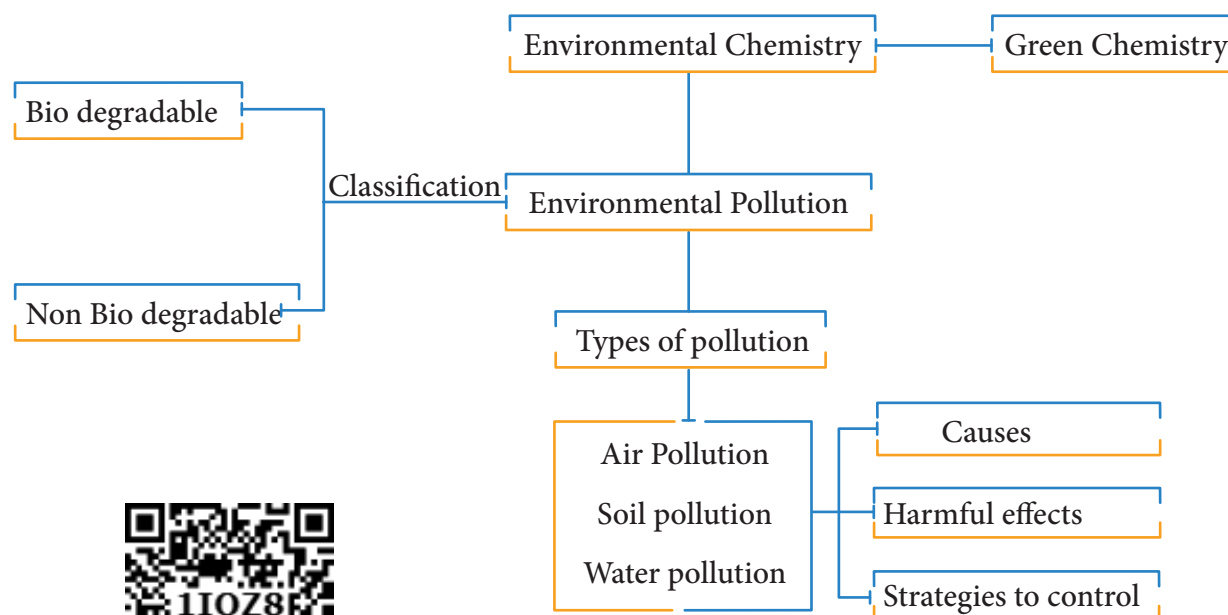 Environmental Chemistry
Green Chemistry
Bio degradable
Classification
Environmental Pollution
Non Bio degradable
Types of pollution
Air Pollution
Soil pollution
Water pollution
Causes
Harmful effects
Strategies to control